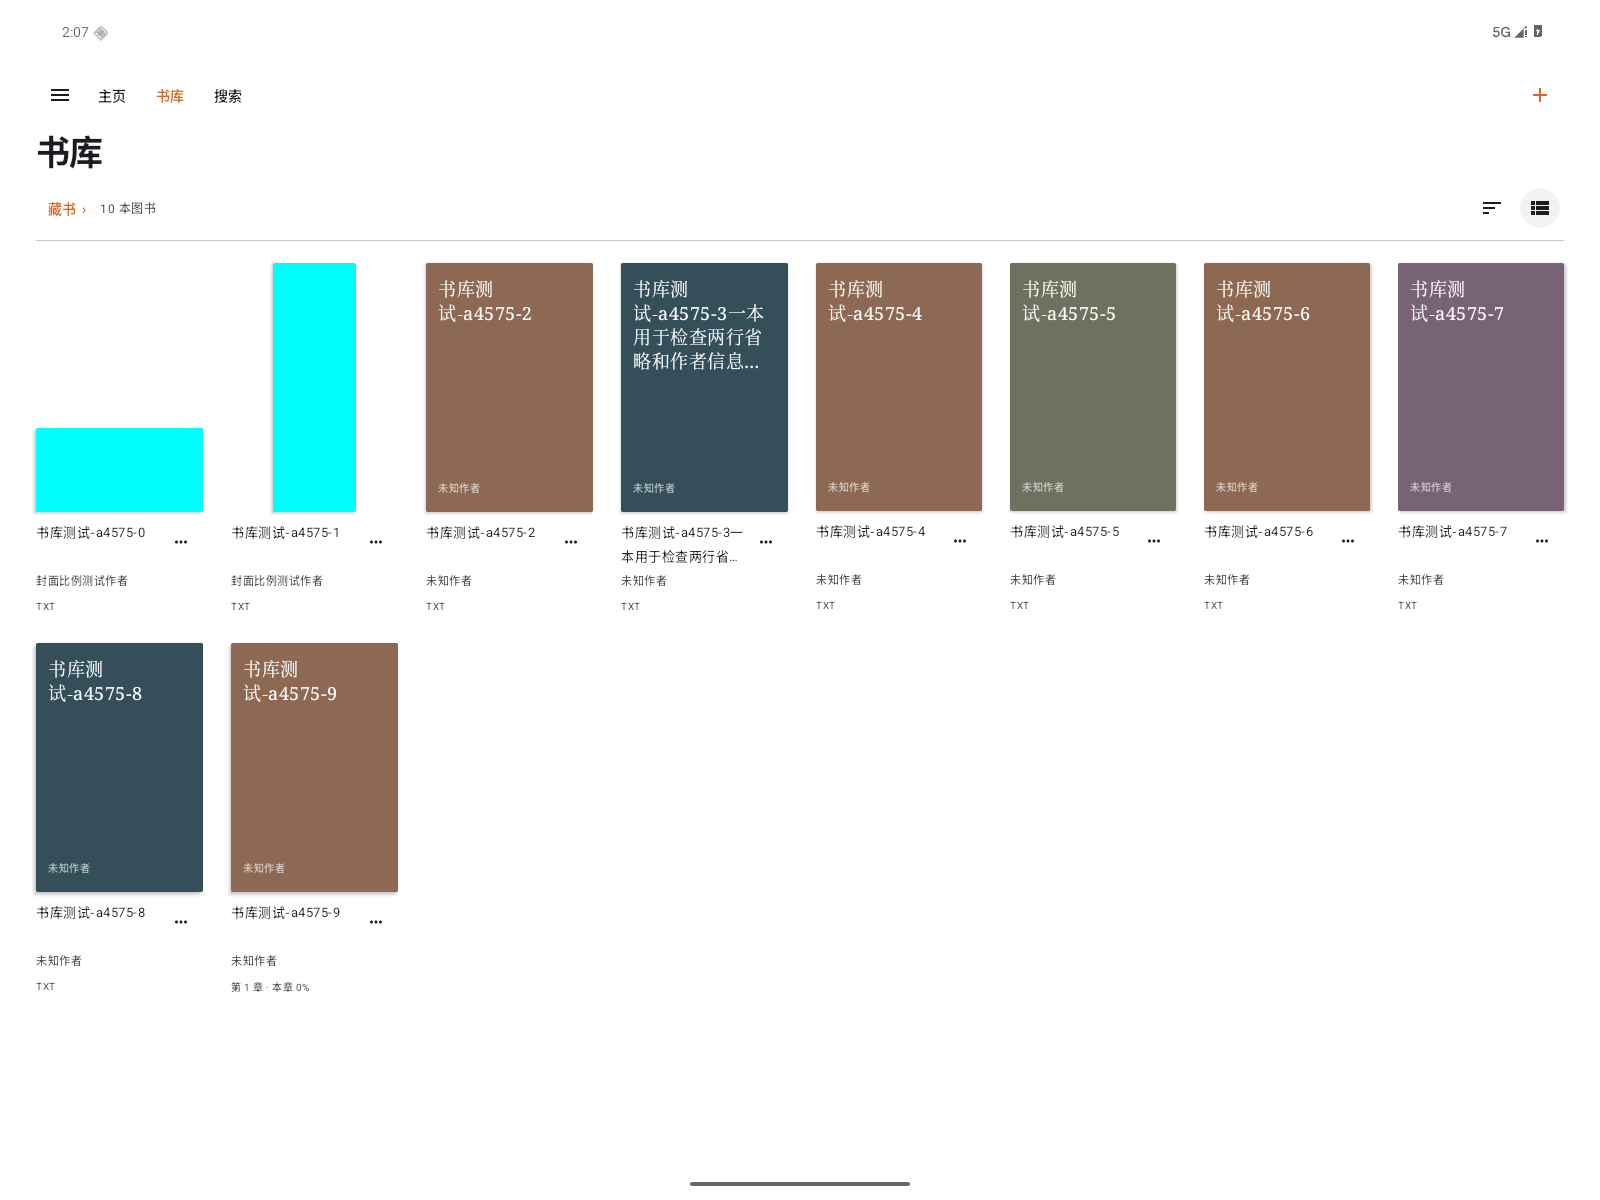 2:07
5G
主页
书库
搜索
书库
藏书 ›
10 本图书
书库测
试-a4575-2
未知作者
书库测
试-a4575-3一本
用于检查两行省
略和作者信息...
未知作者
书库测
试-a4575-4
未知作者
书库测
试-a4575-5
未知作者
书库测
试-a4575-6
未知作者
书库测
试-a4575-7
未知作者
书库测试-a4575-0
封面比例测试作者
TXT
书库测试-a4575-1
封面比例测试作者
TXT
书库测试-a4575-2
未知作者
TXT
书库测试-a4575-3一
本用于检查两行省...
未知作者
TXT
书库测试-a4575-4
未知作者
TXT
书库测试-a4575-5
未知作者
TXT
书库测试-a4575-6
未知作者
TXT
书库测试-a4575-7
未知作者
TXT
书库测
试-a4575-8
未知作者
书库测
试-a4575-9
未知作者
书库测试-a4575-8
未知作者
TXT
书库测试-a4575-9
未知作者
第 1 章 · 本章 0%